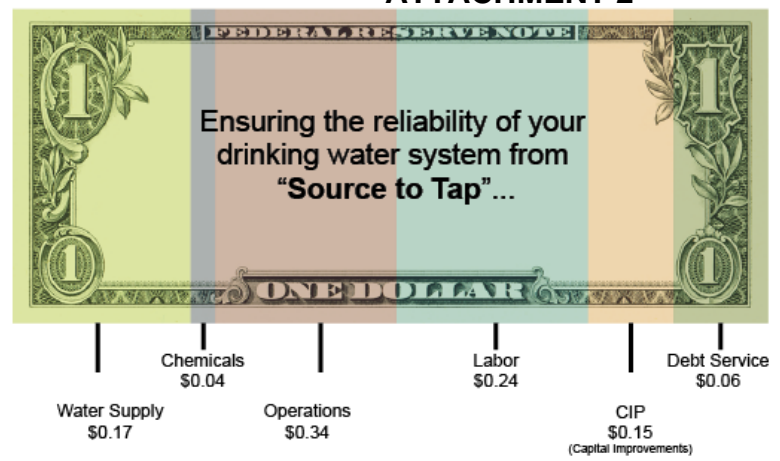 ATTACHMENT 2
FEDERAL RESERVE NOTE
1 1
Ensuring the reliability of your
drinking water system from
“Source to Tap”...
1 1
ONE DOLLAR
Chemicals
$0.04
Labor
$0.24
Debt Service
$0.06
Water Supply
$0.17
Operations
$0.34
CIP
$0.15
(Capital Improvements)